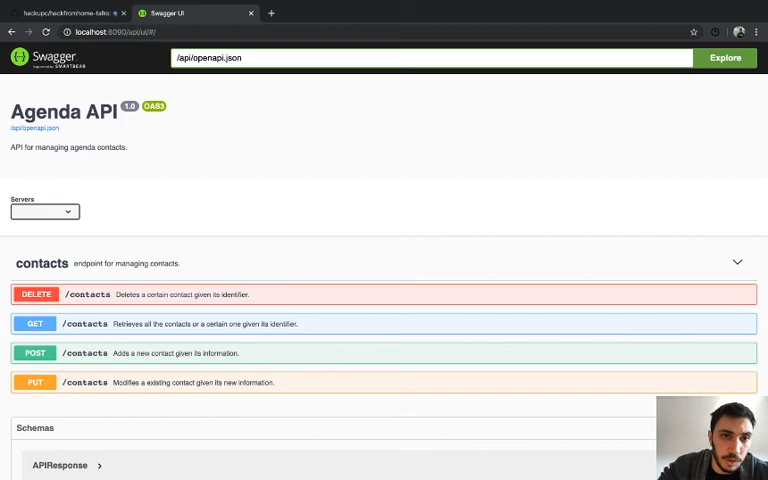 hackupc/hackfromhome-talks:
Swagger UI
localhost:8090/api/ui/#/
Swagger
Supported by SMARTBEAR
/api/openapi.json
Explore
Agenda API 1.0 OAS3
/api/openapi.json
API for managing agenda contacts.
Servers
contacts endpoint for managing contacts.
DELETE /contacts Deletes a certain contact given its identifier.
GET /contacts Retrieves all the contacts or a certain one given its identifier.
POST /contacts Adds a new contact given its information.
PUT /contacts Modifies a existing contact given its new information.
Schemas
APIResponse